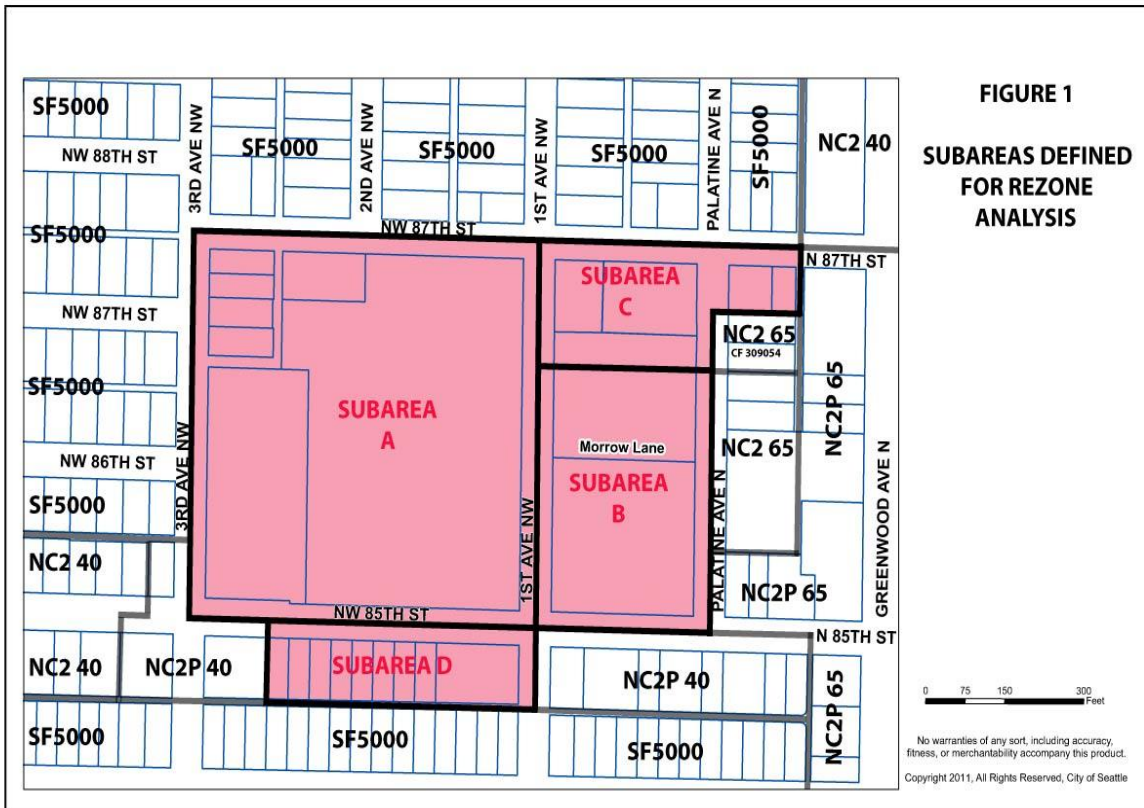 FIGURE 1
SUBAREAS DEFINED
FOR REZONE
ANALYSIS
SF5000
NW 88TH ST
3RD AVE NW
SF5000
2ND AVE NW
SF5000
1ST AVE NW
SF5000
PALATINE AVE N
SF5000
NC2 40
SF5000
NW 87TH ST
N 87TH ST
NW 87TH ST
SUBAREA
C
NC2 65
CF 309054
SF5000
SUBAREA
A
NC2P 65
Morrow Lane
NC2 65
NW 86TH ST
3RD AVE NW
SUBAREA
B
SF5000
1ST AVE NW
PALATINE AVE N
GREENWOOD AVE N
NC2 40
NC2P 65
NW 85TH ST
N 85TH ST
NC2 40
NC2P 40
SUBAREA D
NC2P 40
NC2P 65
SF5000
SF5000
SF5000
0 75 150 300
Feet
No warranties of any sort, including accuracy,
fitness, or merchantability accompany this product.
Copyright 2011, All Rights Reserved, City of Seattle